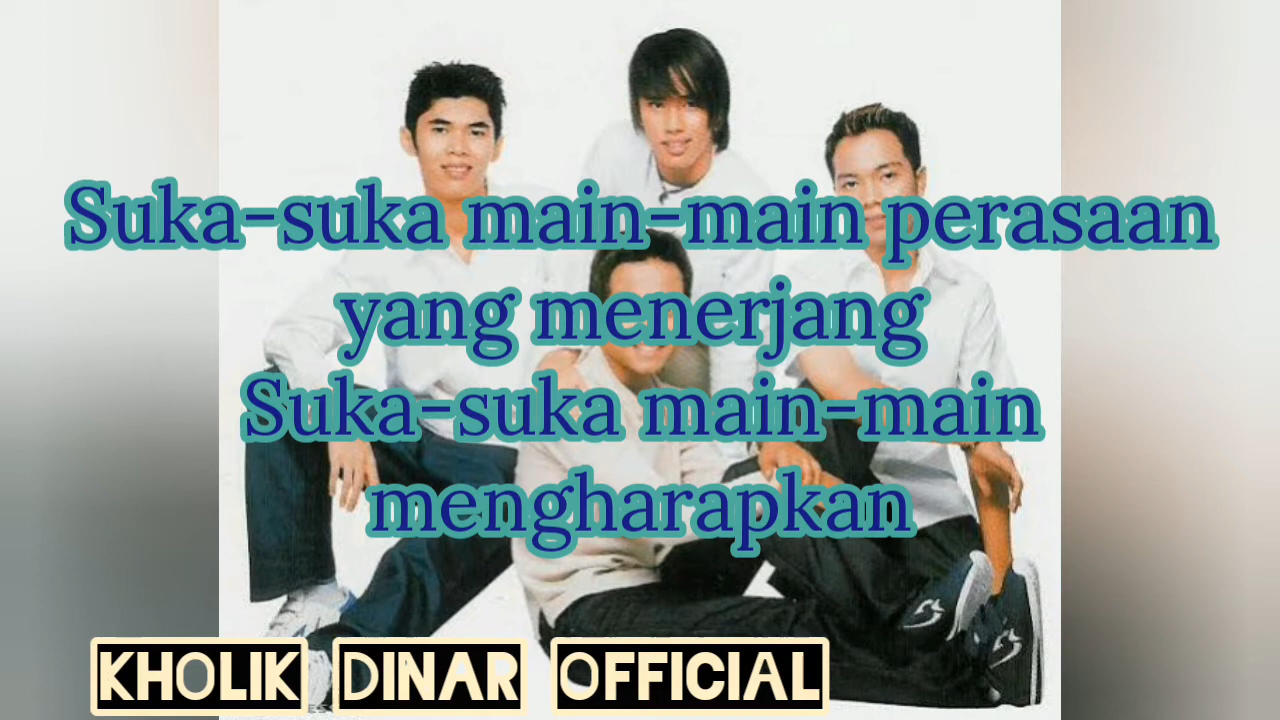 Suka-suka main-main perasaan
yang menerjang
Suka-suka main-main
mengharapkan
KHOLIK DINAR OFFICIAL